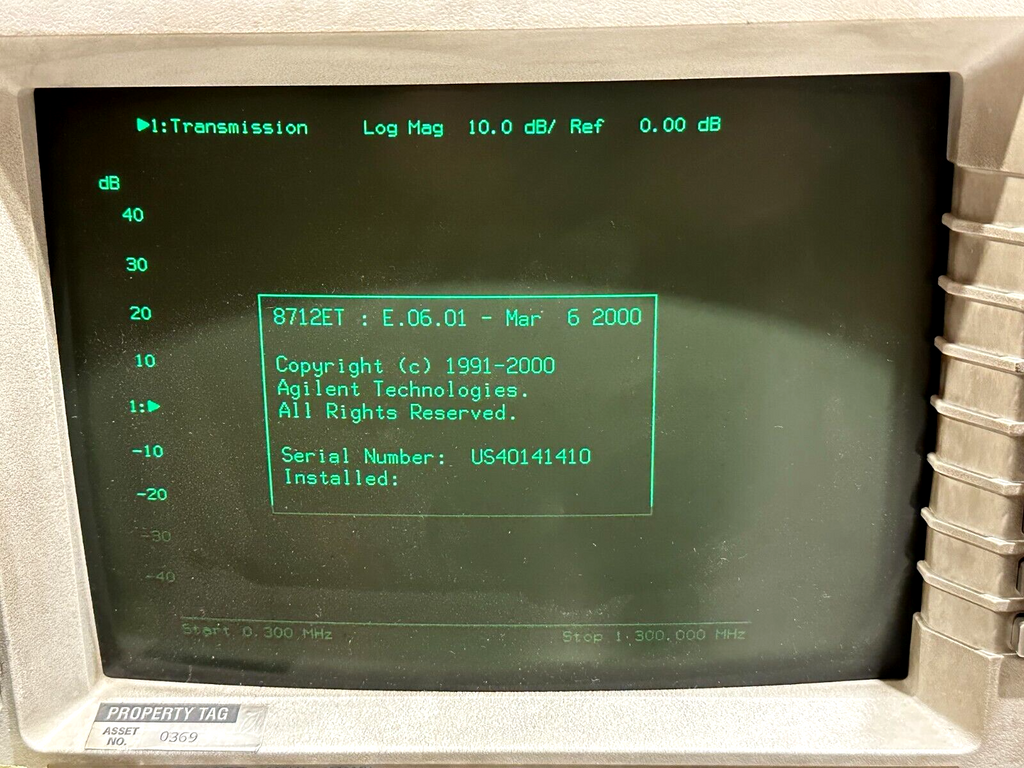 ▶1:Transmission Log Mag 10.0 dB/ Ref 0.00 dB
dB
40
30
20
10
1:▶
-10
-20
-30
-40
8712ET : E.06.01 - Mar 6 2000
Copyright (c) 1991-2000
Agilent Technologies.
All Rights Reserved.
Serial Number: US40141410
Installed:
Start 0.300 MHz Stop 1 300.000 MHz
PROPERTY TAG
ASSET NO. 0369